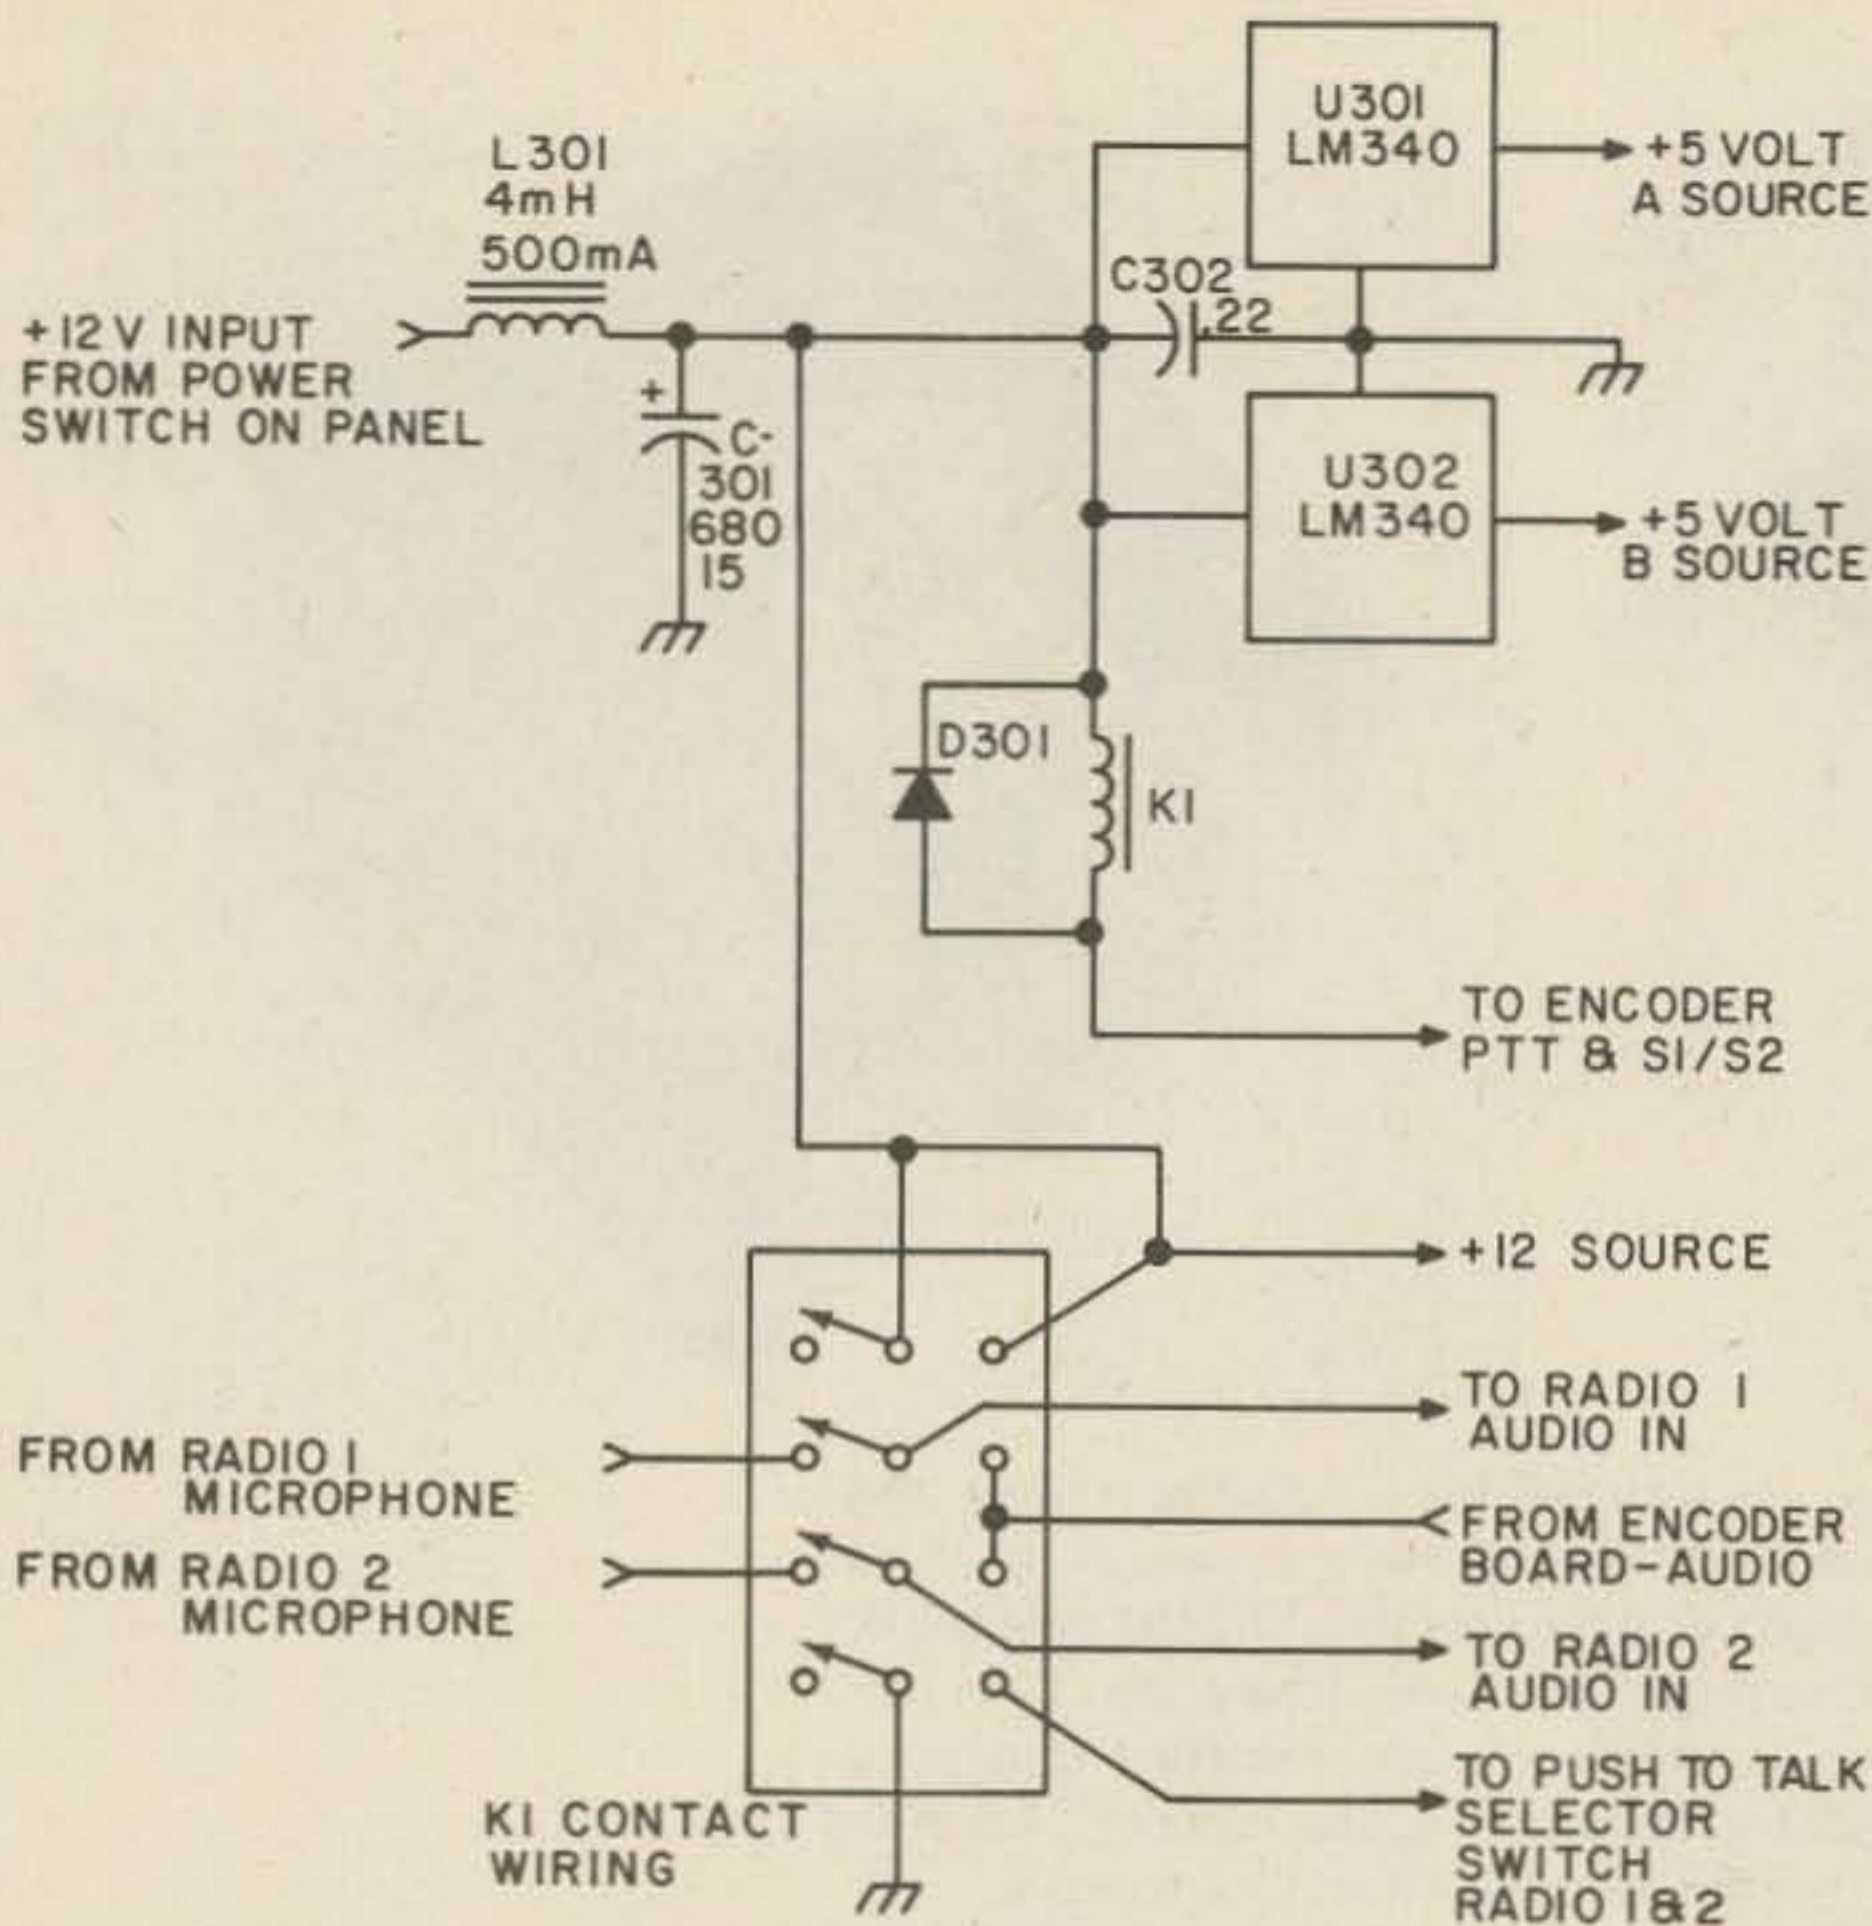 U301
LM340
+5 VOLT
A SOURCE
L301
4mH
500mA
C302
.22
+12V INPUT
FROM POWER
SWITCH ON PANEL
+
C-
301
680
15
U302
LM340
+5 VOLT
B SOURCE
D301
K1
TO ENCODER
PTT & S1/S2
+12 SOURCE
TO RADIO 1
AUDIO IN
FROM RADIO 1
MICROPHONE
FROM ENCODER
BOARD-AUDIO
FROM RADIO 2
MICROPHONE
TO RADIO 2
AUDIO IN
TO PUSH TO TALK
SELECTOR
SWITCH
RADIO 1&2
K1 CONTACT
WIRING